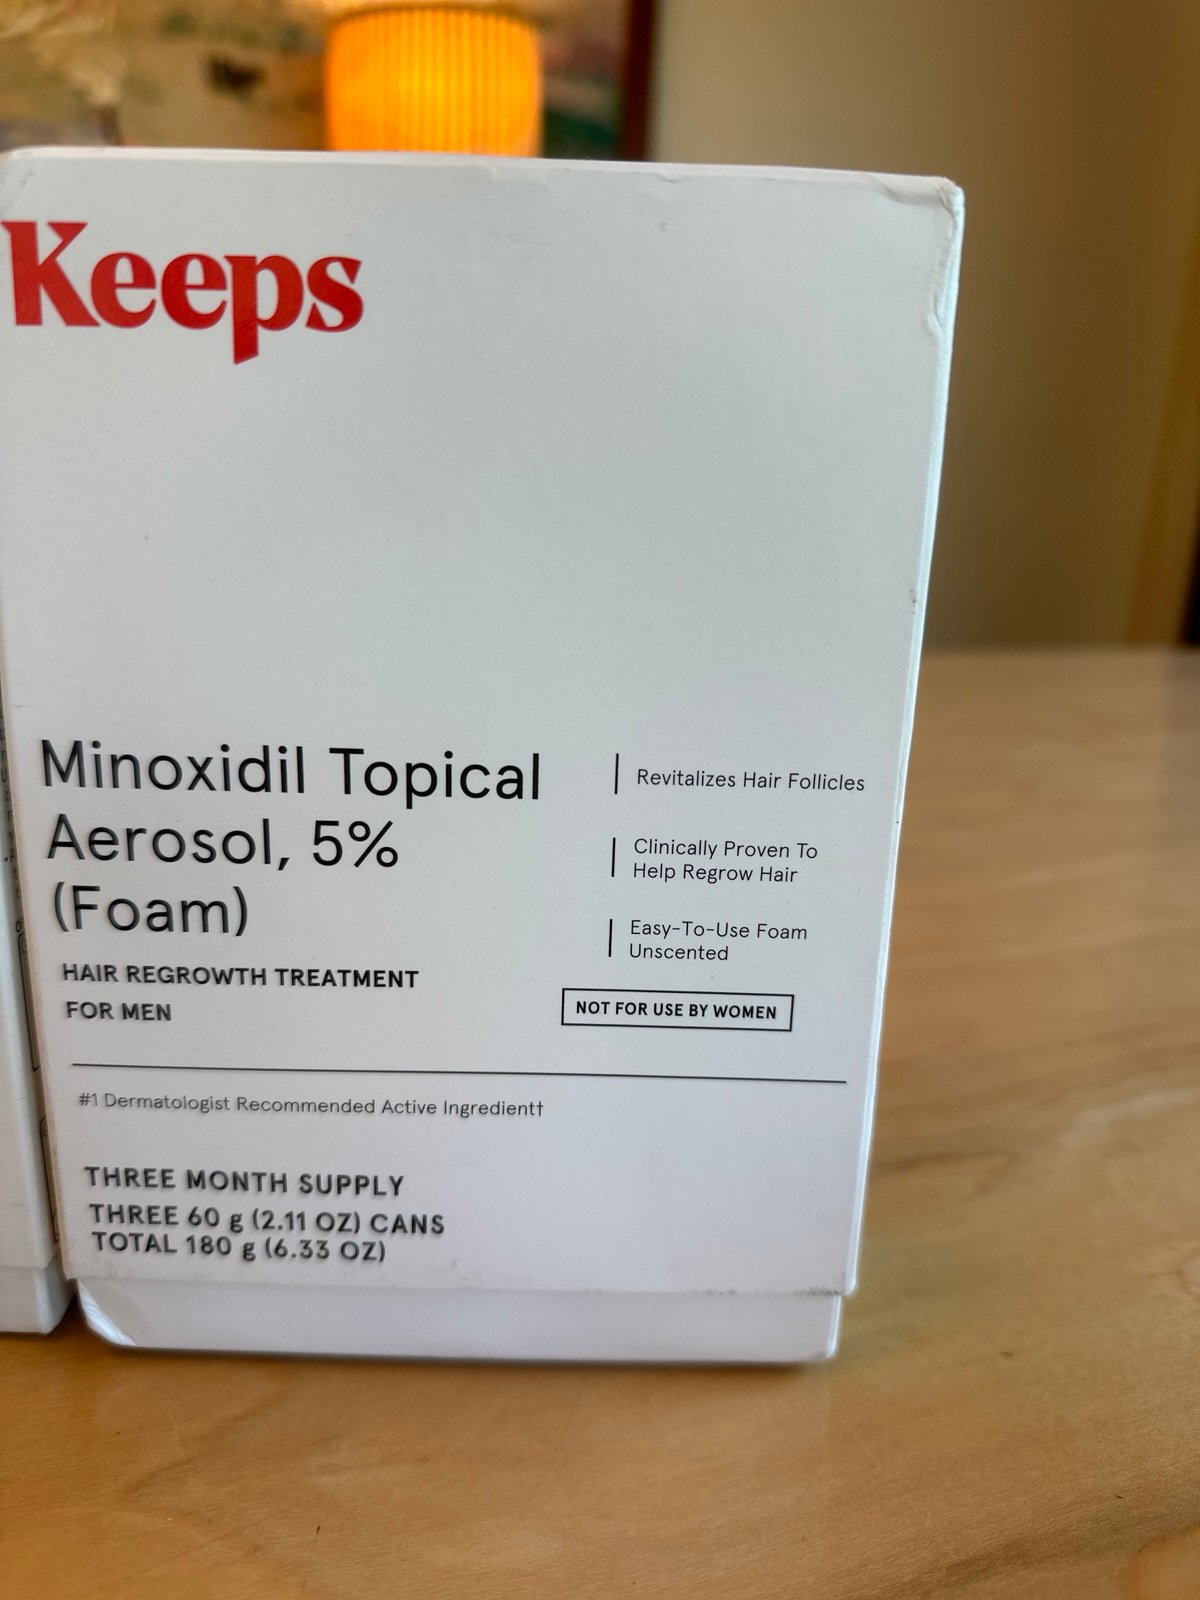 Keeps
Minoxidil Topical
Aerosol, 5%
(Foam)
HAIR REGROWTH TREATMENT
FOR MEN
Revitalizes Hair Follicles
Clinically Proven To
Help Regrow Hair
Easy-To-Use Foam
Unscented
NOT FOR USE BY WOMEN
#1 Dermatologist Recommended Active Ingredient†
THREE MONTH SUPPLY
THREE 60 g (2.11 OZ) CANS
TOTAL 180 g (6.33 OZ)